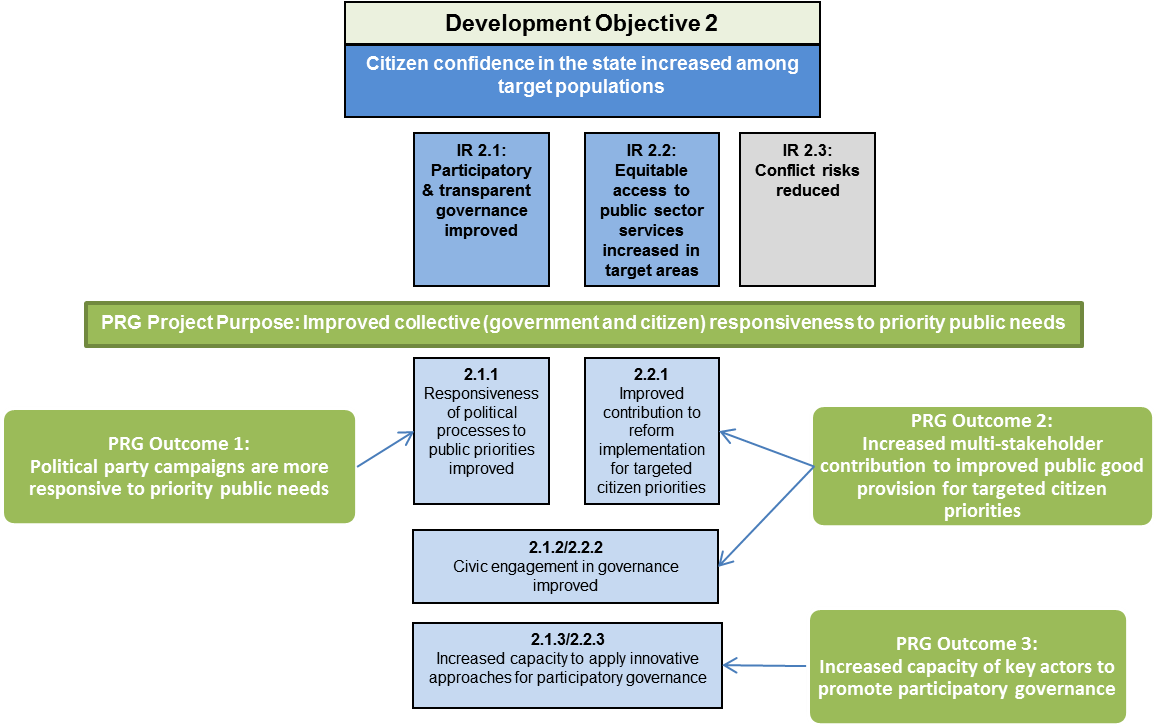 Development Objective 2
Citizen confidence in the state increased among
target populations
IR 2.1:
Participatory
& transparent
governance
improved
IR 2.2:
Equitable
access to
public sector
services
increased in
target areas
IR 2.3:
Conflict risks
reduced
PRG Project Purpose: Improved collective (government and citizen) responsiveness to priority public needs
2.1.1
Responsiveness
of political
processes to
public priorities
improved
2.2.1
Improved
contribution to
reform
implementation
for targeted
citizen priorities
PRG Outcome 1:
Political party campaigns are more
responsive to priority public needs
PRG Outcome 2:
Increased multi-stakeholder
contribution to improved public good
provision for targeted citizen
priorities
2.1.2/2.2.2
Civic engagement in governance
improved
2.1.3/2.2.3
Increased capacity to apply innovative
approaches for participatory governance
PRG Outcome 3:
Increased capacity of key actors to
promote participatory governance